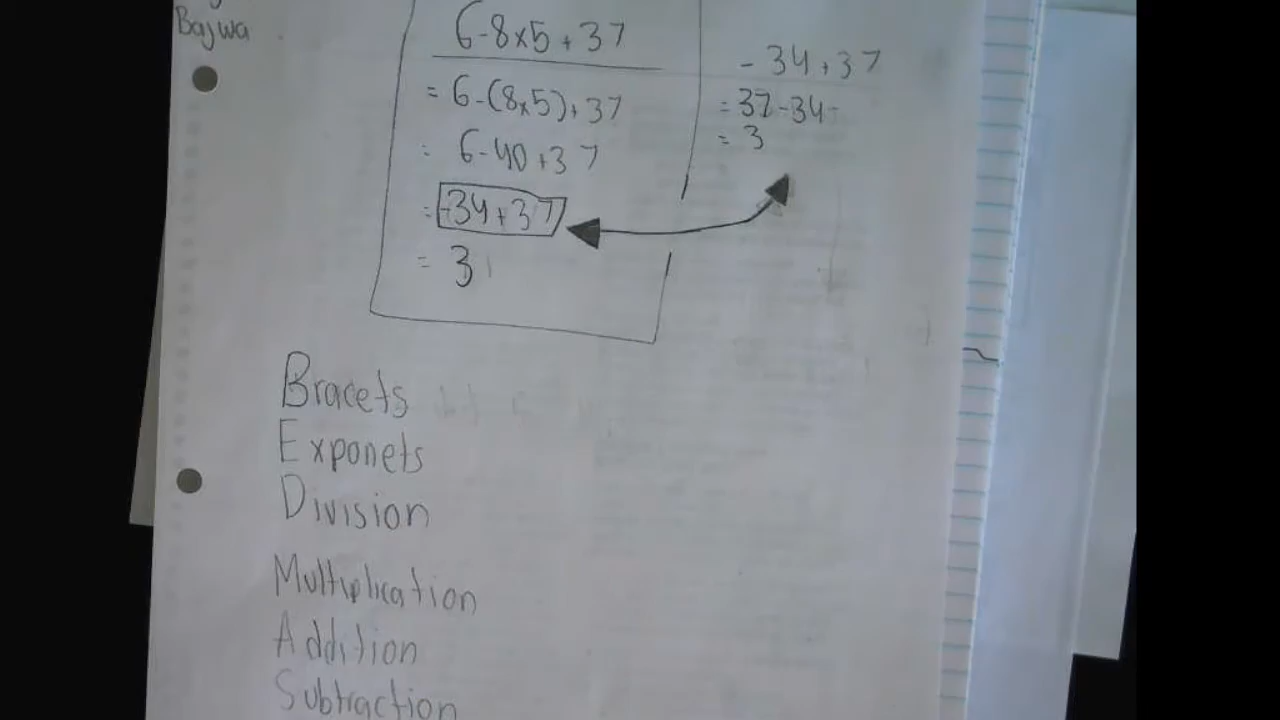 Bajwa
6-8x5+37
= 6-(8x5)+37
= 6-40+37
= -34+37
= 3
-34+37
= 37-34
= 3
Bracets
Exponets
Division
Multiplication
Addition
Subtraction